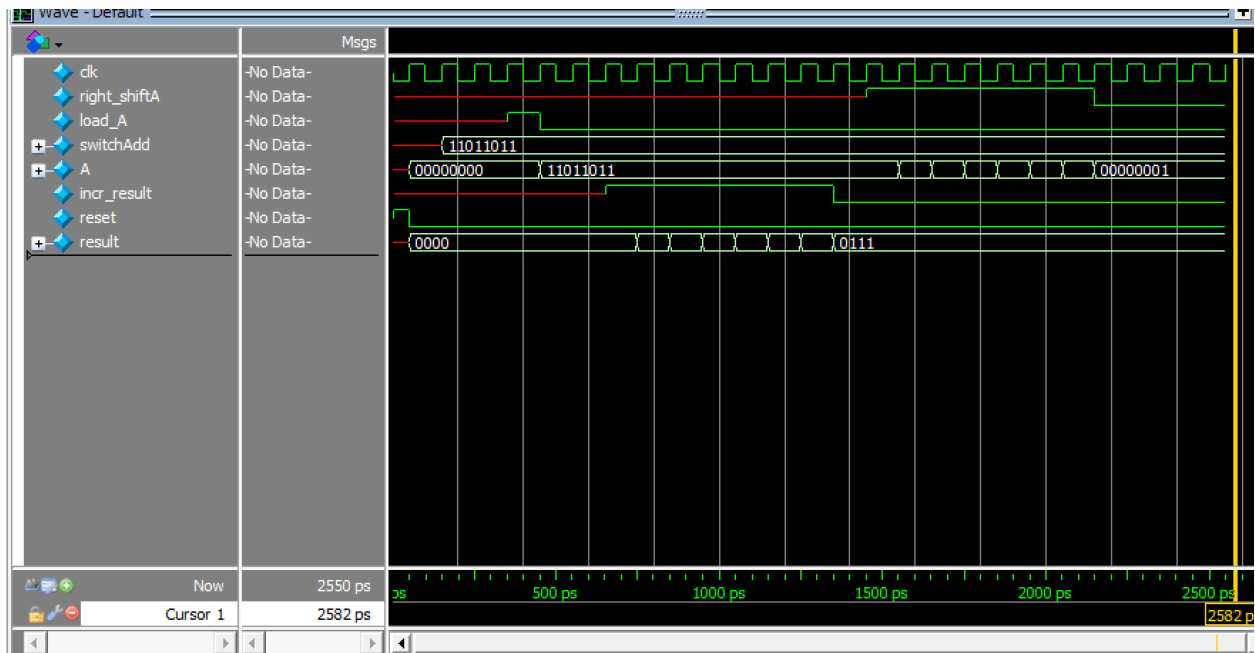 Wave - Default
Msgs
clk -No Data-
right_shiftA -No Data-
load_A -No Data-
switchAdd -No Data- 11011011
A -No Data- 00000000 11011011 00000001
incr_result -No Data-
reset -No Data-
result -No Data- 0000 0111
Now 2550 ps ps 500 ps 1000 ps 1500 ps 2000 ps 2500 ps
Cursor 1 2582 ps 2582 p